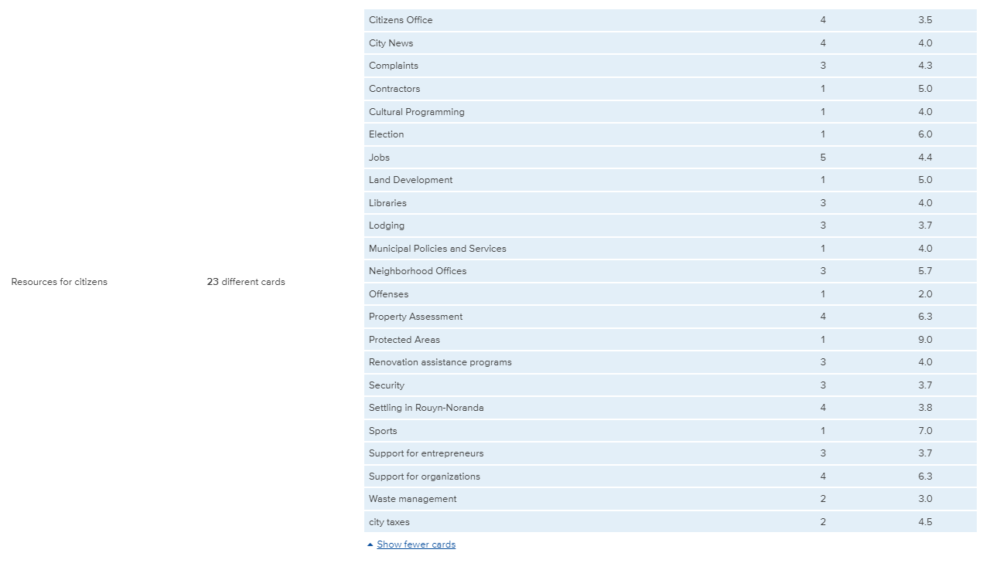 Citizens Office 4 3.5
City News 4 4.0
Complaints 3 4.3
Contractors 1 5.0
Cultural Programming 1 4.0
Election 1 6.0
Jobs 5 4.4
Land Development 1 5.0
Libraries 3 4.0
Lodging 3 3.7
Municipal Policies and Services 1 4.0
Neighborhood Offices 3 5.7
Resources for citizens 23 different cards
Offenses 1 2.0
Property Assessment 4 6.3
Protected Areas 1 9.0
Renovation assistance programs 3 4.0
Security 3 3.7
Settling in Rouyn-Noranda 4 3.8
Sports 1 7.0
Support for entrepreneurs 3 3.7
Support for organizations 4 6.3
Waste management 2 3.0
city taxes 2 4.5
Show fewer cards